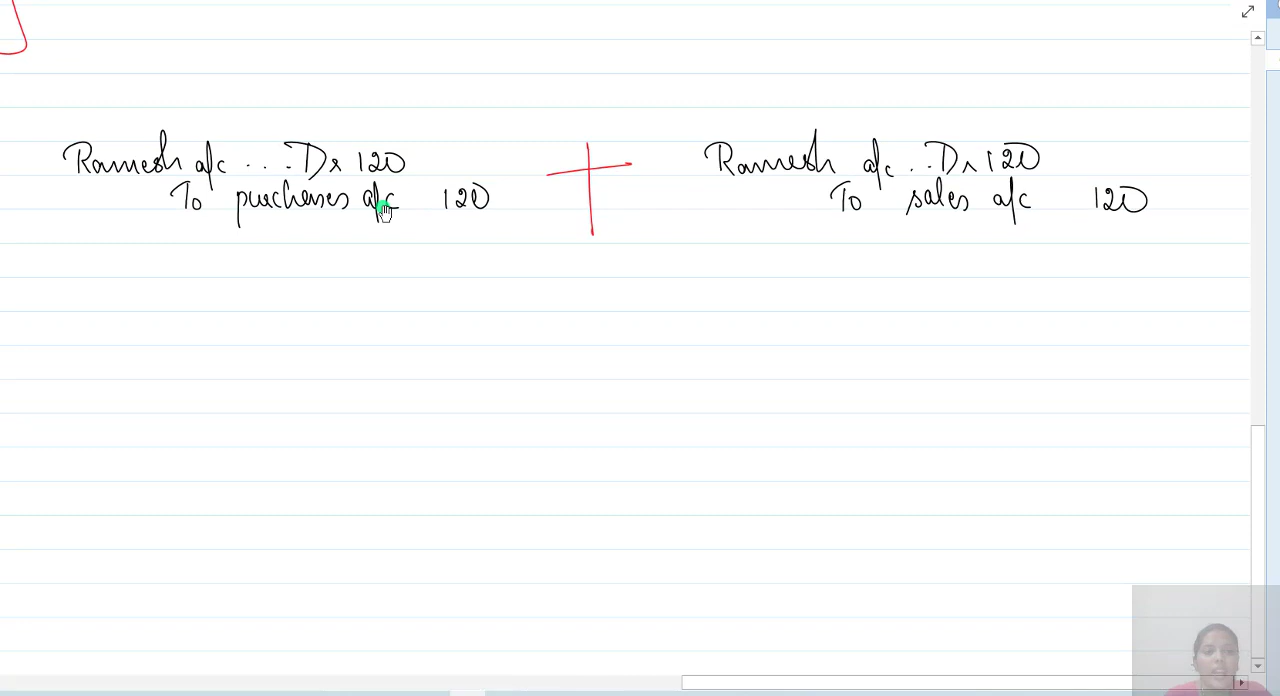 Ramesh a/c ... Dr 120
To purchases a/c 120
Ramesh a/c .. Dr 120
To sales a/c 120